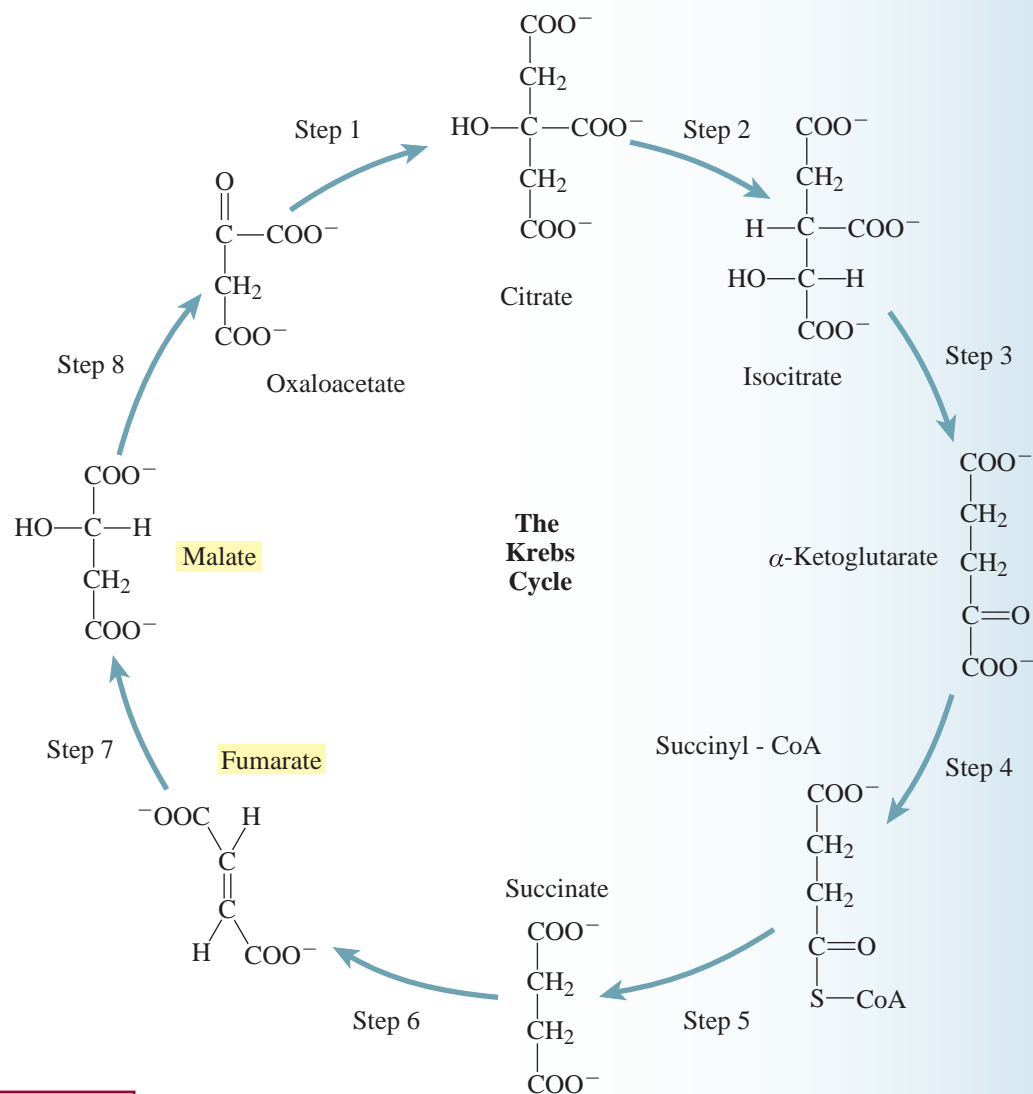 COO⁻
CH₂
HO—C—COO⁻
CH₂
COO⁻
Citrate
Step 1
Step 2
COO⁻
CH₂
H—C—COO⁻
HO—C—H
COO⁻
Isocitrate
Step 3
COO⁻
CH₂
CH₂
C=O
COO⁻
α-Ketoglutarate
Step 4
Succinyl - CoA
COO⁻
CH₂
CH₂
C=O
S—CoA
Step 5
Succinate
COO⁻
CH₂
CH₂
COO⁻
Step 6
Fumarate
⁻OOC H
C
C
H COO⁻
Step 7
COO⁻
HO—C—H
CH₂
COO⁻
Malate
Step 8
O
C—COO⁻
CH₂
COO⁻
Oxaloacetate
The
Krebs
Cycle